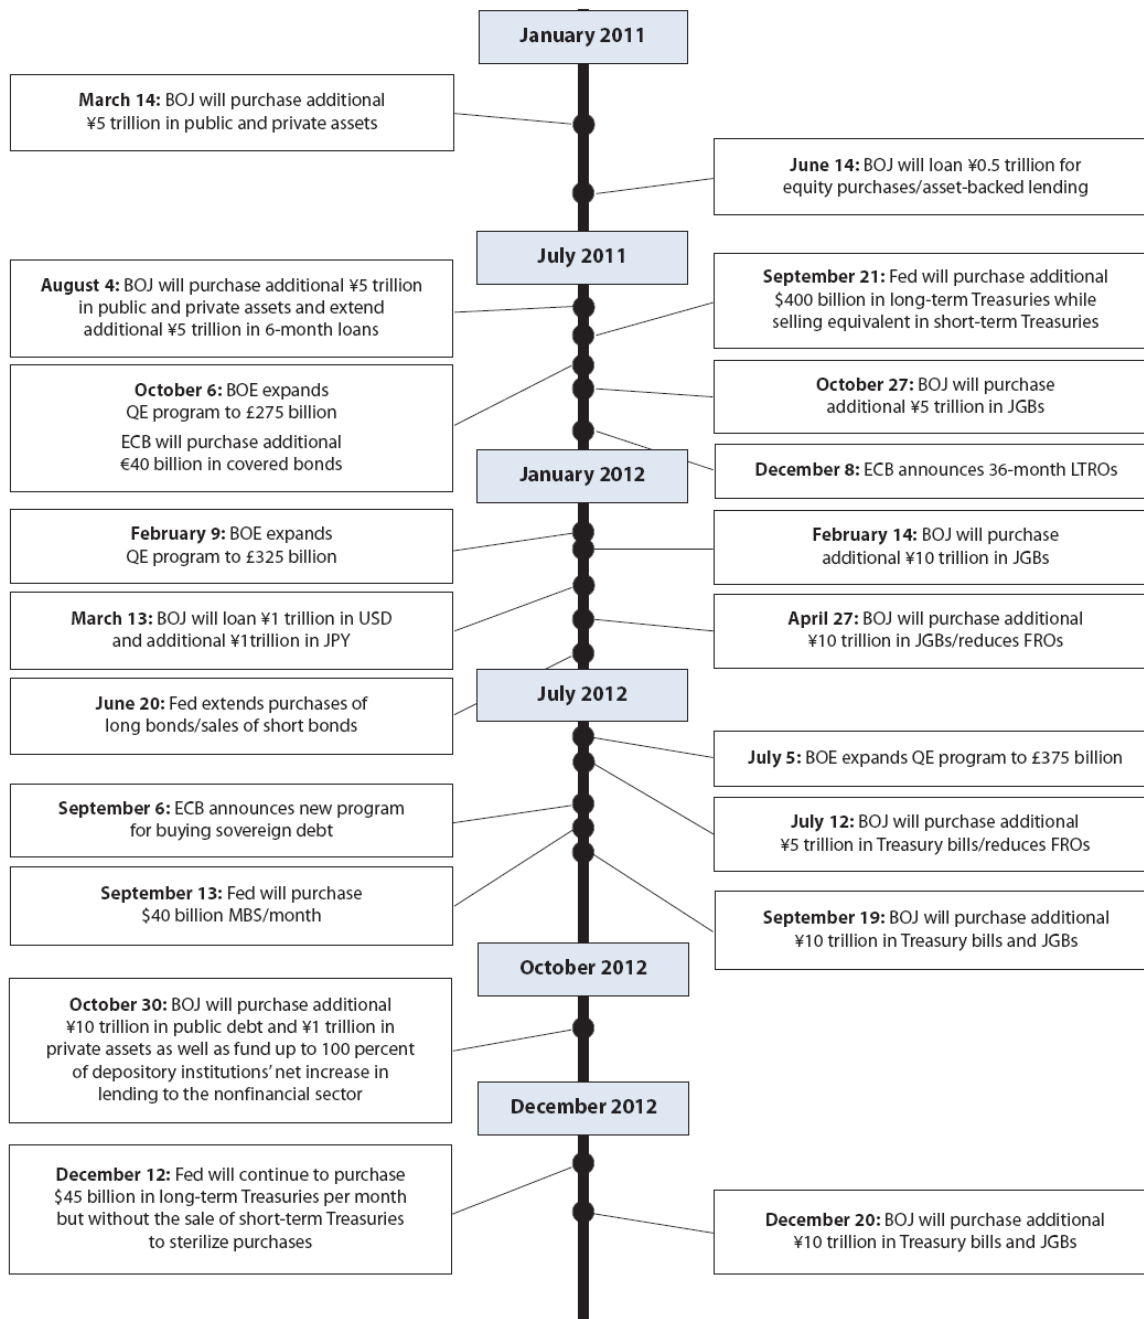 January 2011
March 14: BOJ will purchase additional
¥5 trillion in public and private assets
June 14: BOJ will loan ¥0.5 trillion for
equity purchases/asset-backed lending
July 2011
August 4: BOJ will purchase additional ¥5 trillion
in public and private assets and extend
additional ¥5 trillion in 6-month loans
September 21: Fed will purchase additional
$400 billion in long-term Treasuries while
selling equivalent in short-term Treasuries
October 6: BOE expands
QE program to £275 billion
ECB will purchase additional
€40 billion in covered bonds
October 27: BOJ will purchase
additional ¥5 trillion in JGBs
December 8: ECB announces 36-month LTROs
January 2012
February 9: BOE expands
QE program to £325 billion
February 14: BOJ will purchase
additional ¥10 trillion in JGBs
March 13: BOJ will loan ¥1 trillion in USD
and additional ¥1trillion in JPY
April 27: BOJ will purchase additional
¥10 trillion in JGBs/reduces FROs
June 20: Fed extends purchases of
long bonds/sales of short bonds
July 2012
July 5: BOE expands QE program to £375 billion
July 12: BOJ will purchase additional
¥5 trillion in Treasury bills/reduces FROs
September 6: ECB announces new program
for buying sovereign debt
September 13: Fed will purchase
$40 billion MBS/month
September 19: BOJ will purchase additional
¥10 trillion in Treasury bills and JGBs
October 2012
October 30: BOJ will purchase additional
¥10 trillion in public debt and ¥1 trillion in
private assets as well as fund up to 100 percent
of depository institutions' net increase in
lending to the nonfinancial sector
December 2012
December 12: Fed will continue to purchase
$45 billion in long-term Treasuries per month
but without the sale of short-term Treasuries
to sterilize purchases
December 20: BOJ will purchase additional
¥10 trillion in Treasury bills and JGBs